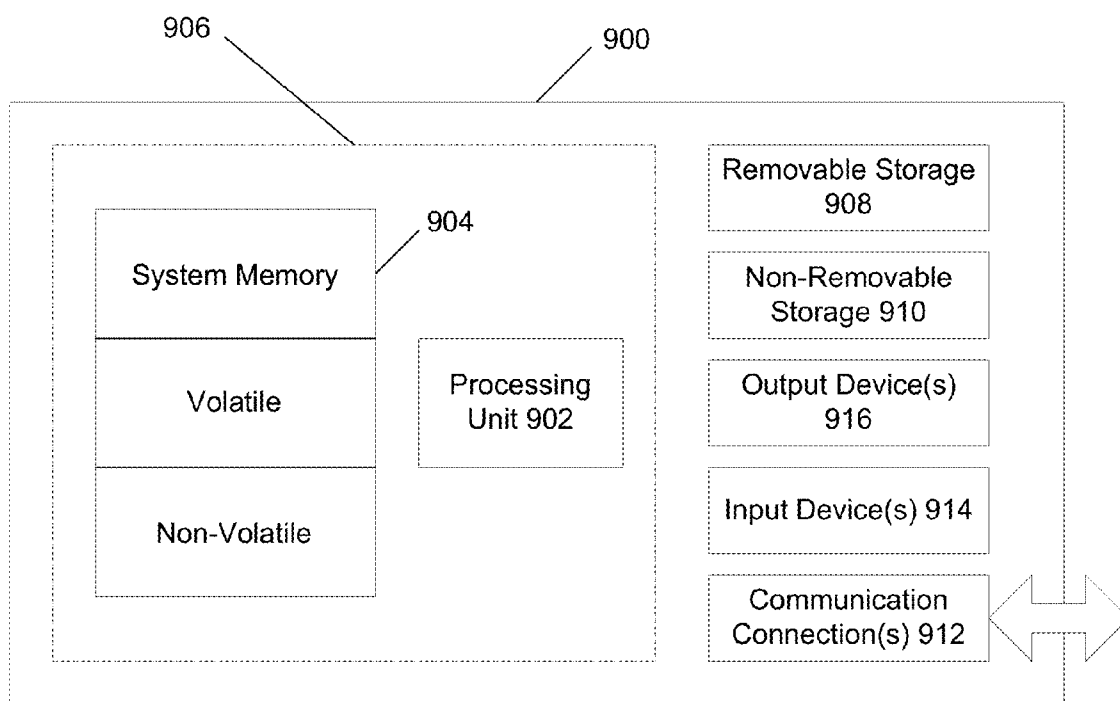 906
900
904
System Memory
Volatile
Non-Volatile
Processing
Unit 902
Removable Storage
908
Non-Removable
Storage 910
Output Device(s)
916
Input Device(s) 914
Communication
Connection(s) 912